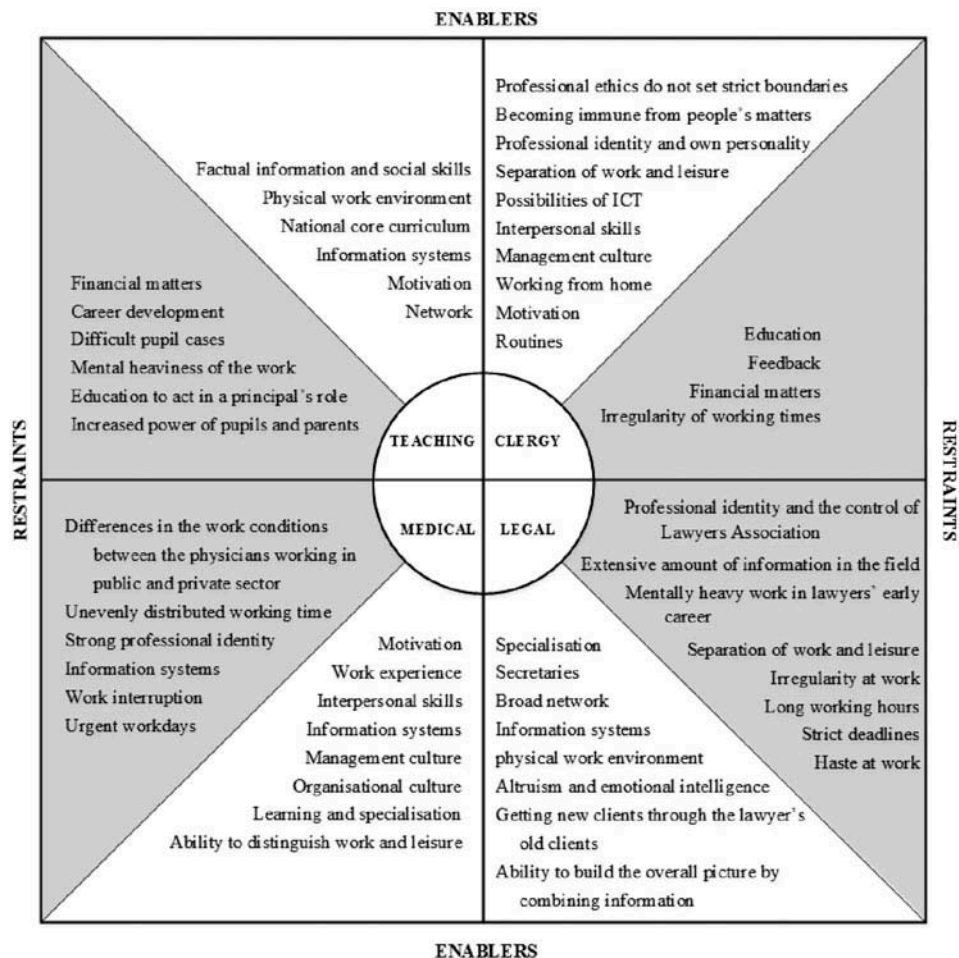 ENABLERS
Professional ethics do not set strict boundaries
Becoming immune from people's matters
Professional identity and own personality
Factual information and social skills
Separation of work and leisure
Physical work environment
Possibilities of ICT
National core curriculum
Interpersonal skills
Information systems
Management culture
Motivation
Working from home
Network
Motivation
Routines
Financial matters
Career development
Difficult pupil cases
Mental heaviness of the work
Education to act in a principal's role
Increased power of pupils and parents
Education
Feedback
Financial matters
Irregularity of working times
RESTRAINTS
TEACHING
CLERGY
MEDICAL
LEGAL
RESTRAINTS
Differences in the work conditions
between the physicians working in
public and private sector
Unevenly distributed working time
Strong professional identity
Information systems
Work interruption
Urgent workdays
Professional identity and the control of
Lawyers Association
Extensive amount of information in the field
Mentally heavy work in lawyers' early
career
Separation of work and leisure
Irregularity at work
Long working hours
Strict deadlines
Haste at work
Motivation
Work experience
Interpersonal skills
Information systems
Management culture
Organisational culture
Learning and specialisation
Ability to distinguish work and leisure
Specialisation
Secretaries
Broad network
Information systems
physical work environment
Altruism and emotional intelligence
Getting new clients through the lawyer's
old clients
Ability to build the overall picture by
combining information
ENABLERS